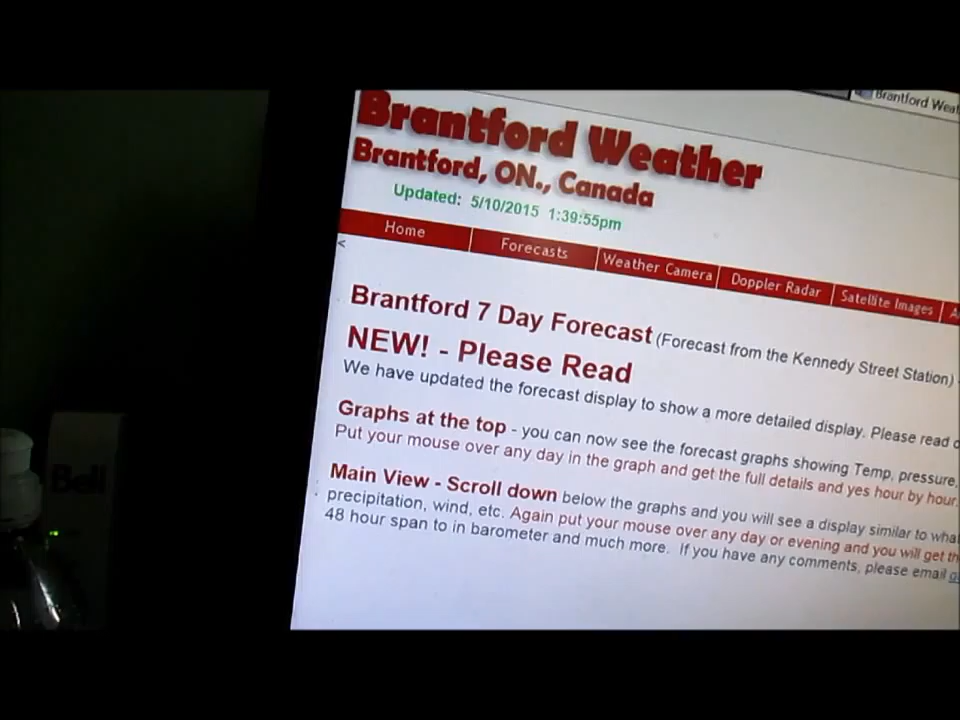 Brantford Weat
Brantford Weather
Brantford, ON., Canada
Updated: 5/10/2015 1:39:55pm
Home Forecasts Weather Camera Doppler Radar Satellite Images A
<
Brantford 7 Day Forecast (Forecast from the Kennedy Street Station)
NEW! - Please Read
We have updated the forecast display to show a more detailed display. Please read
Graphs at the top - you can now see the forecast graphs showing Temp, pressure,
Put your mouse over any day in the graph and get the full details and yes hour by hour.
Main View - Scroll down below the graphs and you will see a display similar to what
precipitation, wind, etc. Again put your mouse over any day or evening and you will get th
48 hour span to in barometer and much more. If you have any comments, please email
Bell